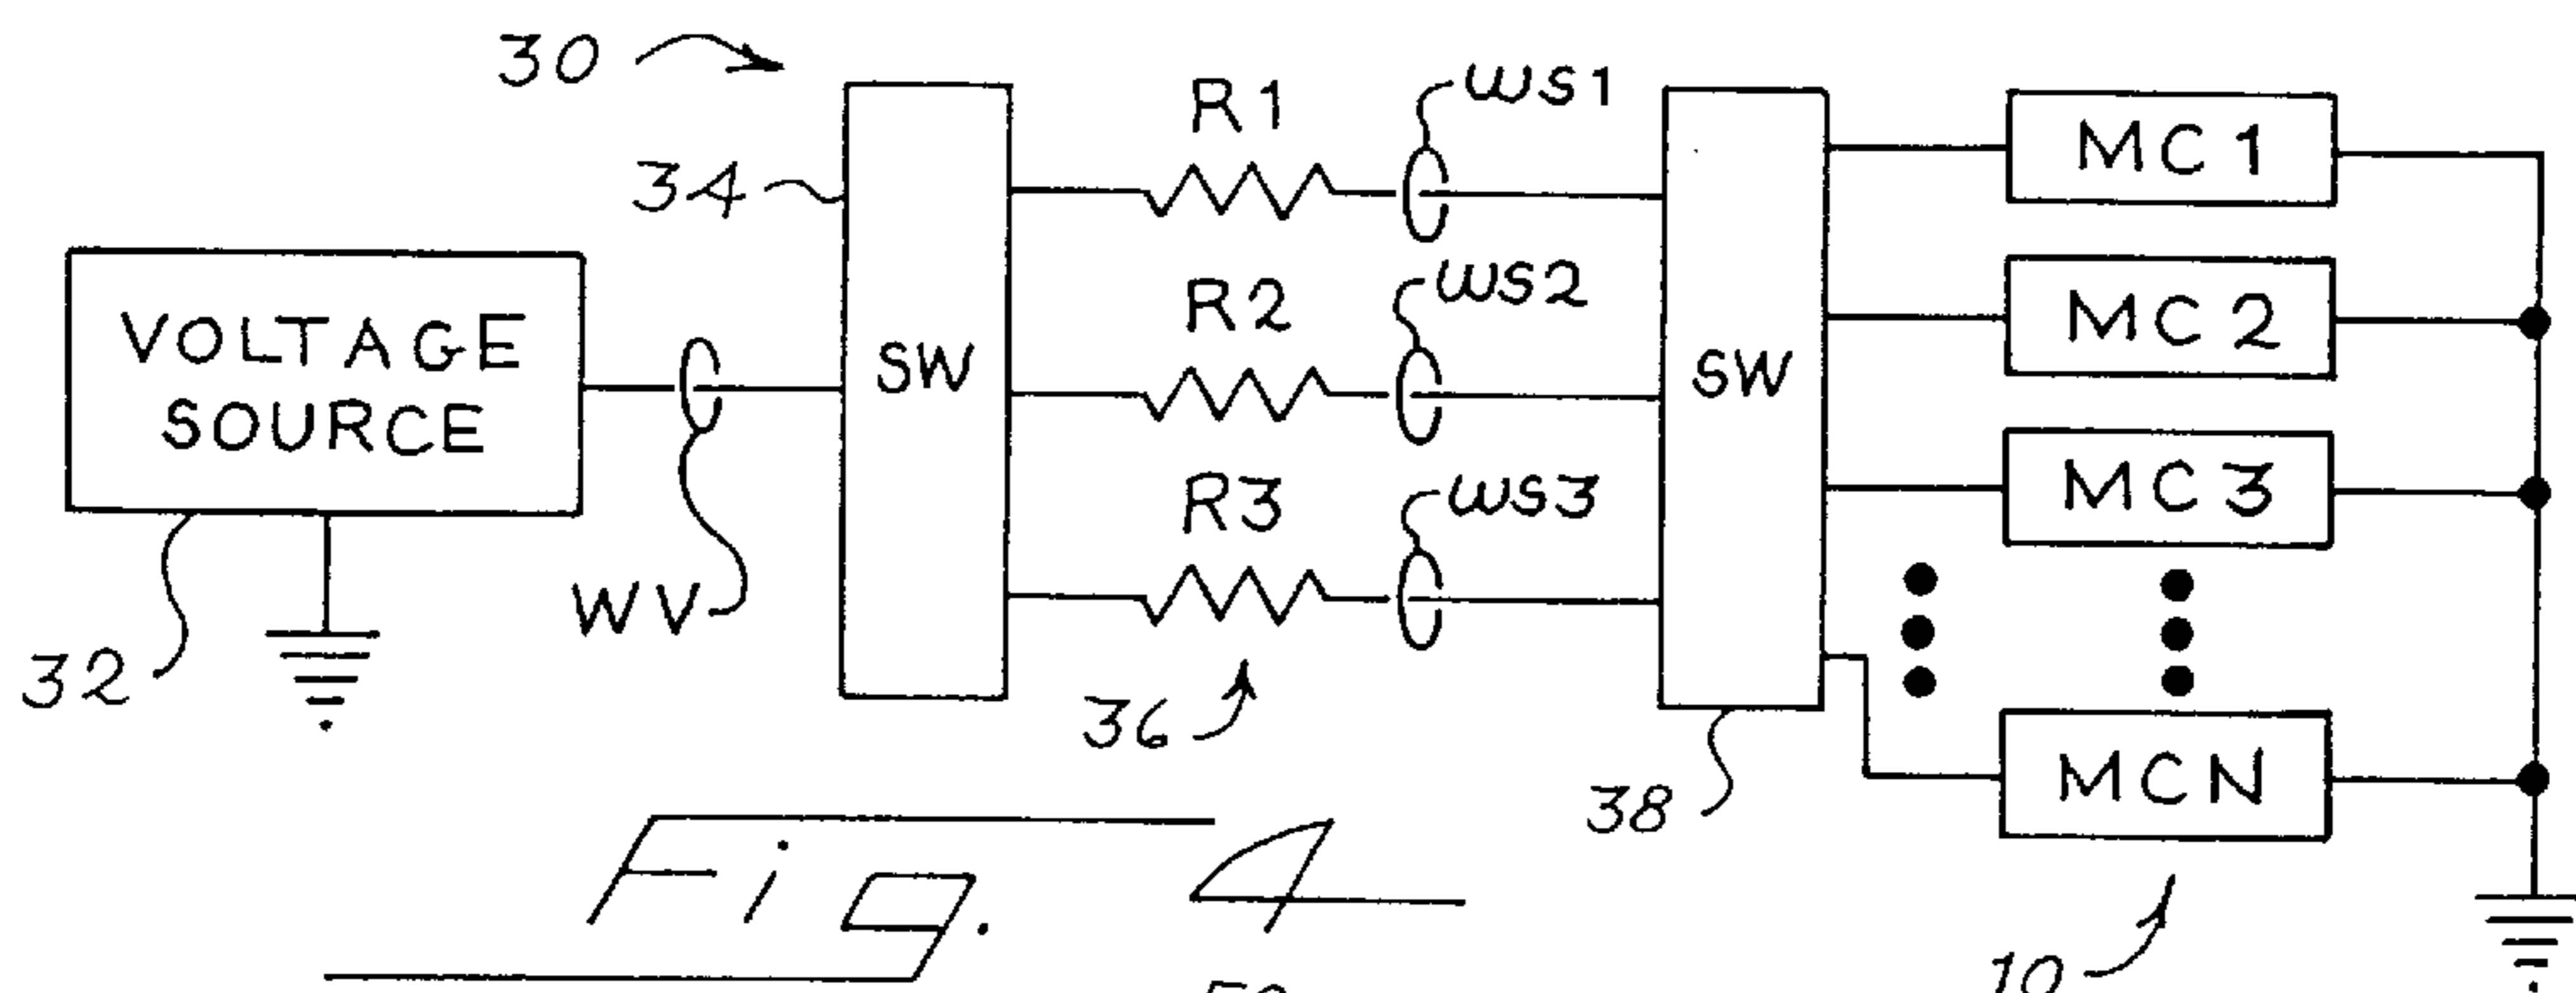 30
R1
WS1
MC1
34
VOLTAGE
SOURCE
WV
32
SW
R2
WS2
SW
MC2
R3
WS3
MC3
36
38
MCN
Fig. 4
10